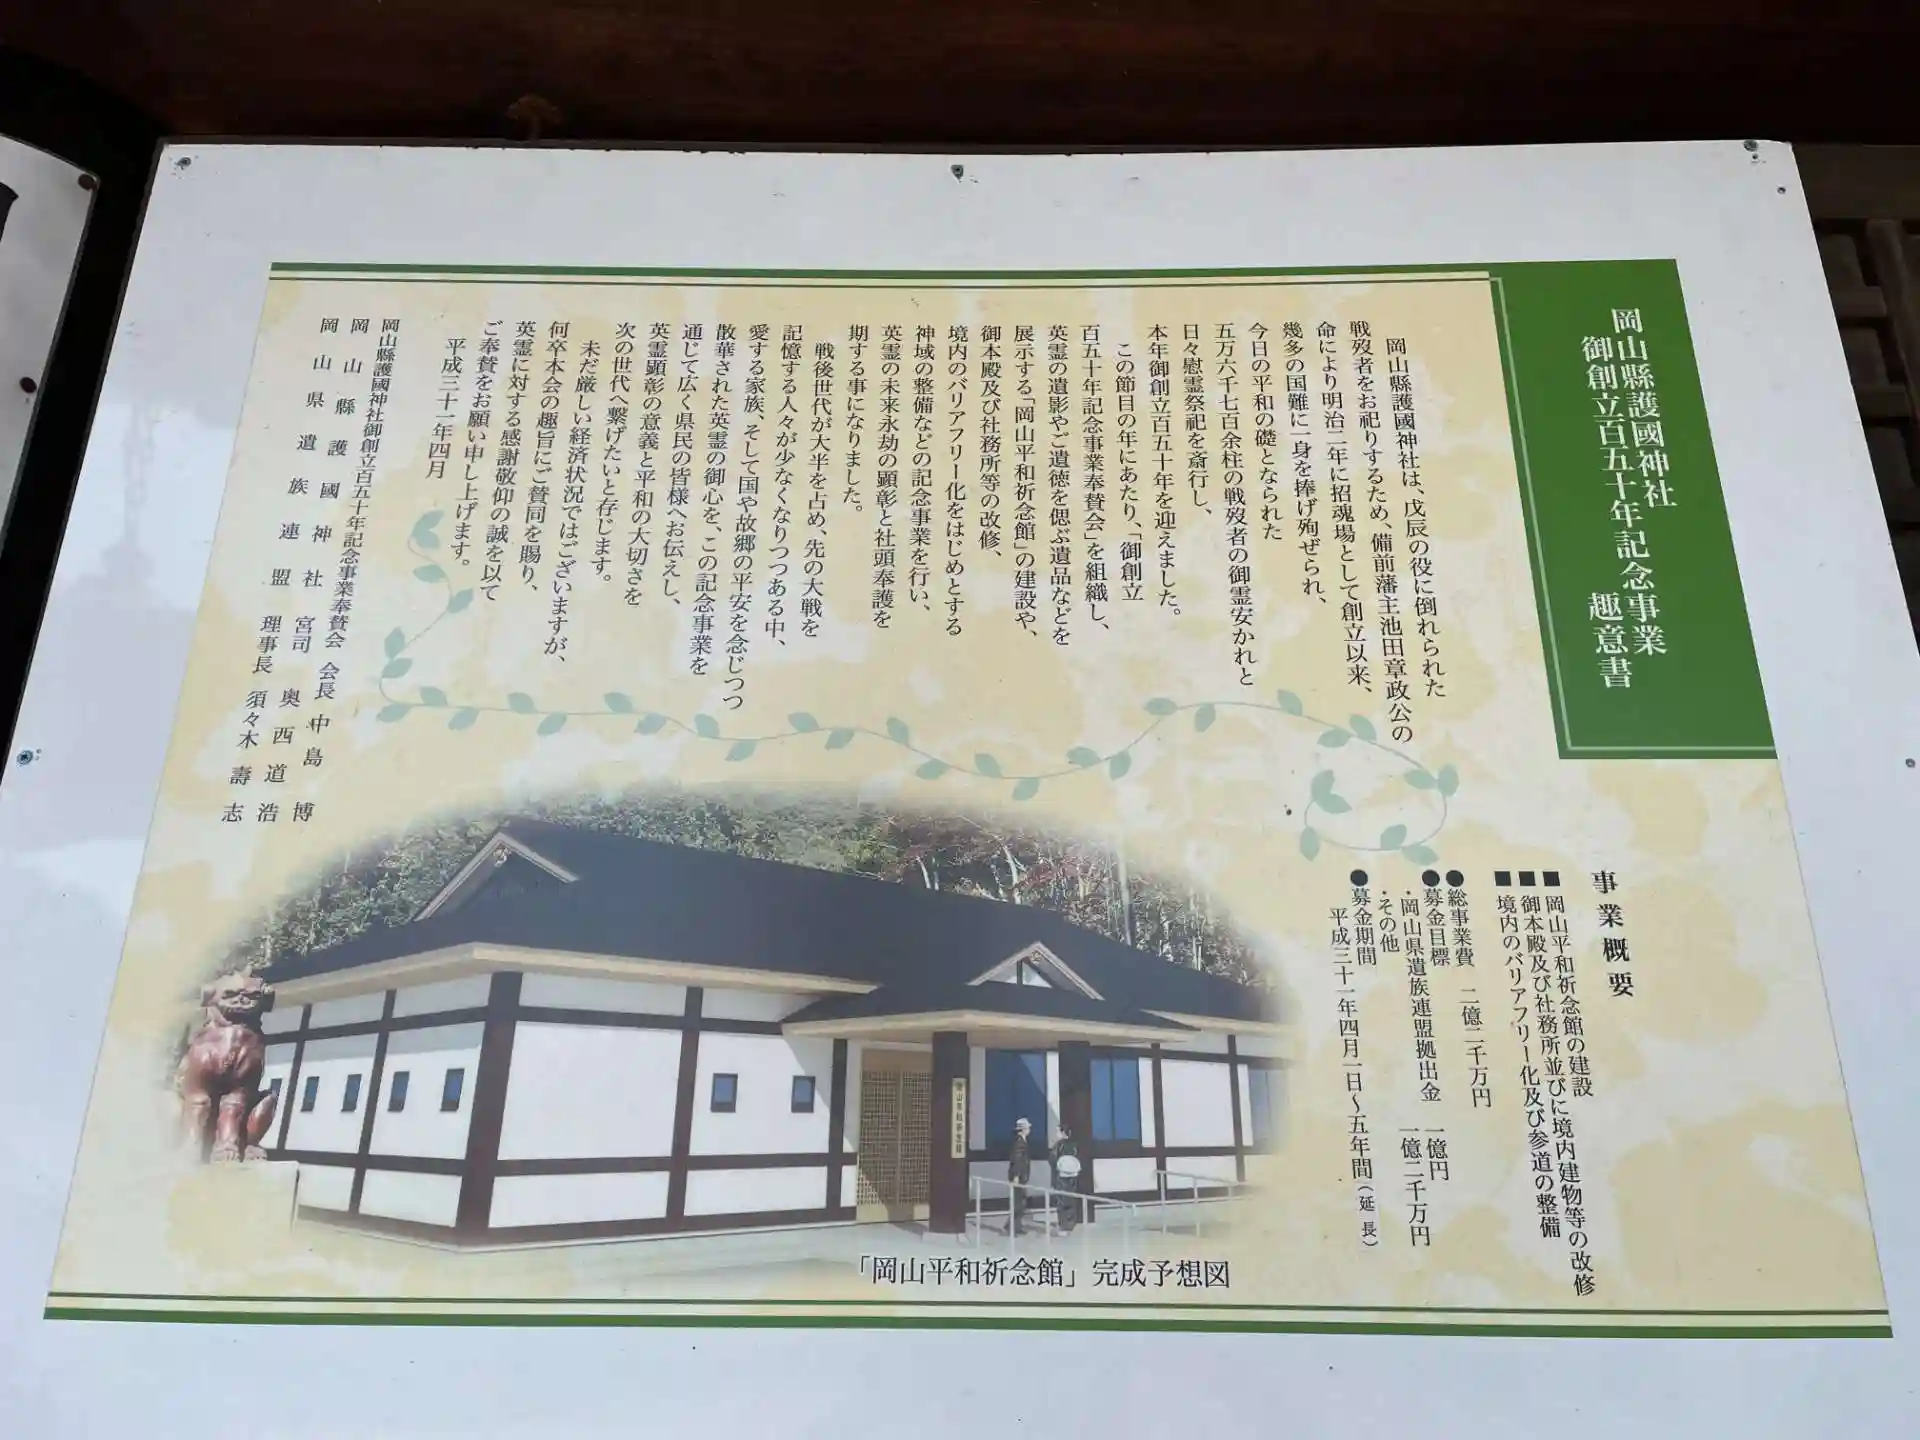 岡山縣護國神社
御創立百五十年記念事業 趣意書
岡山縣護國神社は、戊辰の役に倒れられた
戦歿者をお祀りするため、備前藩主池田章政公の
命により明治二年に招魂場として創立以来、
幾多の国難に一身を捧げ殉ぜられ、
今日の平和の礎となられた
五万六千七百余柱の戦歿者の御霊安かれと
日々慰霊祭祀を斎行し、
本年御創立百五十年を迎えました。
この節目の年にあたり、「御創立
百五十年記念事業奉賛会」を組織し、
英霊の遺影やご遺徳を偲ぶ遺品などを
展示する「岡山平和祈念館」の建設や、
御本殿及び社務所等の改修、
境内のバリアフリー化をはじめとする
神域の整備などの記念事業を行い、
英霊の未来永劫の顕彰と社頭奉護を
期する事になりました。
戦後世代が大半を占め、先の大戦を
記憶する人々が少なくなりつつある中、
愛する家族、そして国や故郷の平安を念じつつ
散華された英霊の御心を、この記念事業を
通じて広く県民の皆様へお伝えし、
英霊顕彰の意義と平和の大切さを
次の世代へ繋げたいと存じます。
未だ厳しい経済状況ではございますが、
何卒本会の趣旨にご賛同を賜り、
英霊に対する感謝敬仰の誠を以て
ご奉賛をお願い申し上げます。
平成三十一年四月
岡山縣護國神社御創立百五十年記念事業奉賛会 会長 中島 博
岡山縣護國神社 宮司 奥西道浩
岡山県遺族連盟 理事長 須々木壽志
事業概要
■岡山平和祈念館の建設
■御本殿及び社務所並びに境内建物等の改修
■境内のバリアフリー化及び参道の整備
●総事業費 二億二千万円
●募金目標 一億円
・岡山県遺族連盟拠出金 一億二千万円
・その他
●募金期間
平成三十一年四月一日～五年間(延長)
岡山平和祈念館
「岡山平和祈念館」完成予想図